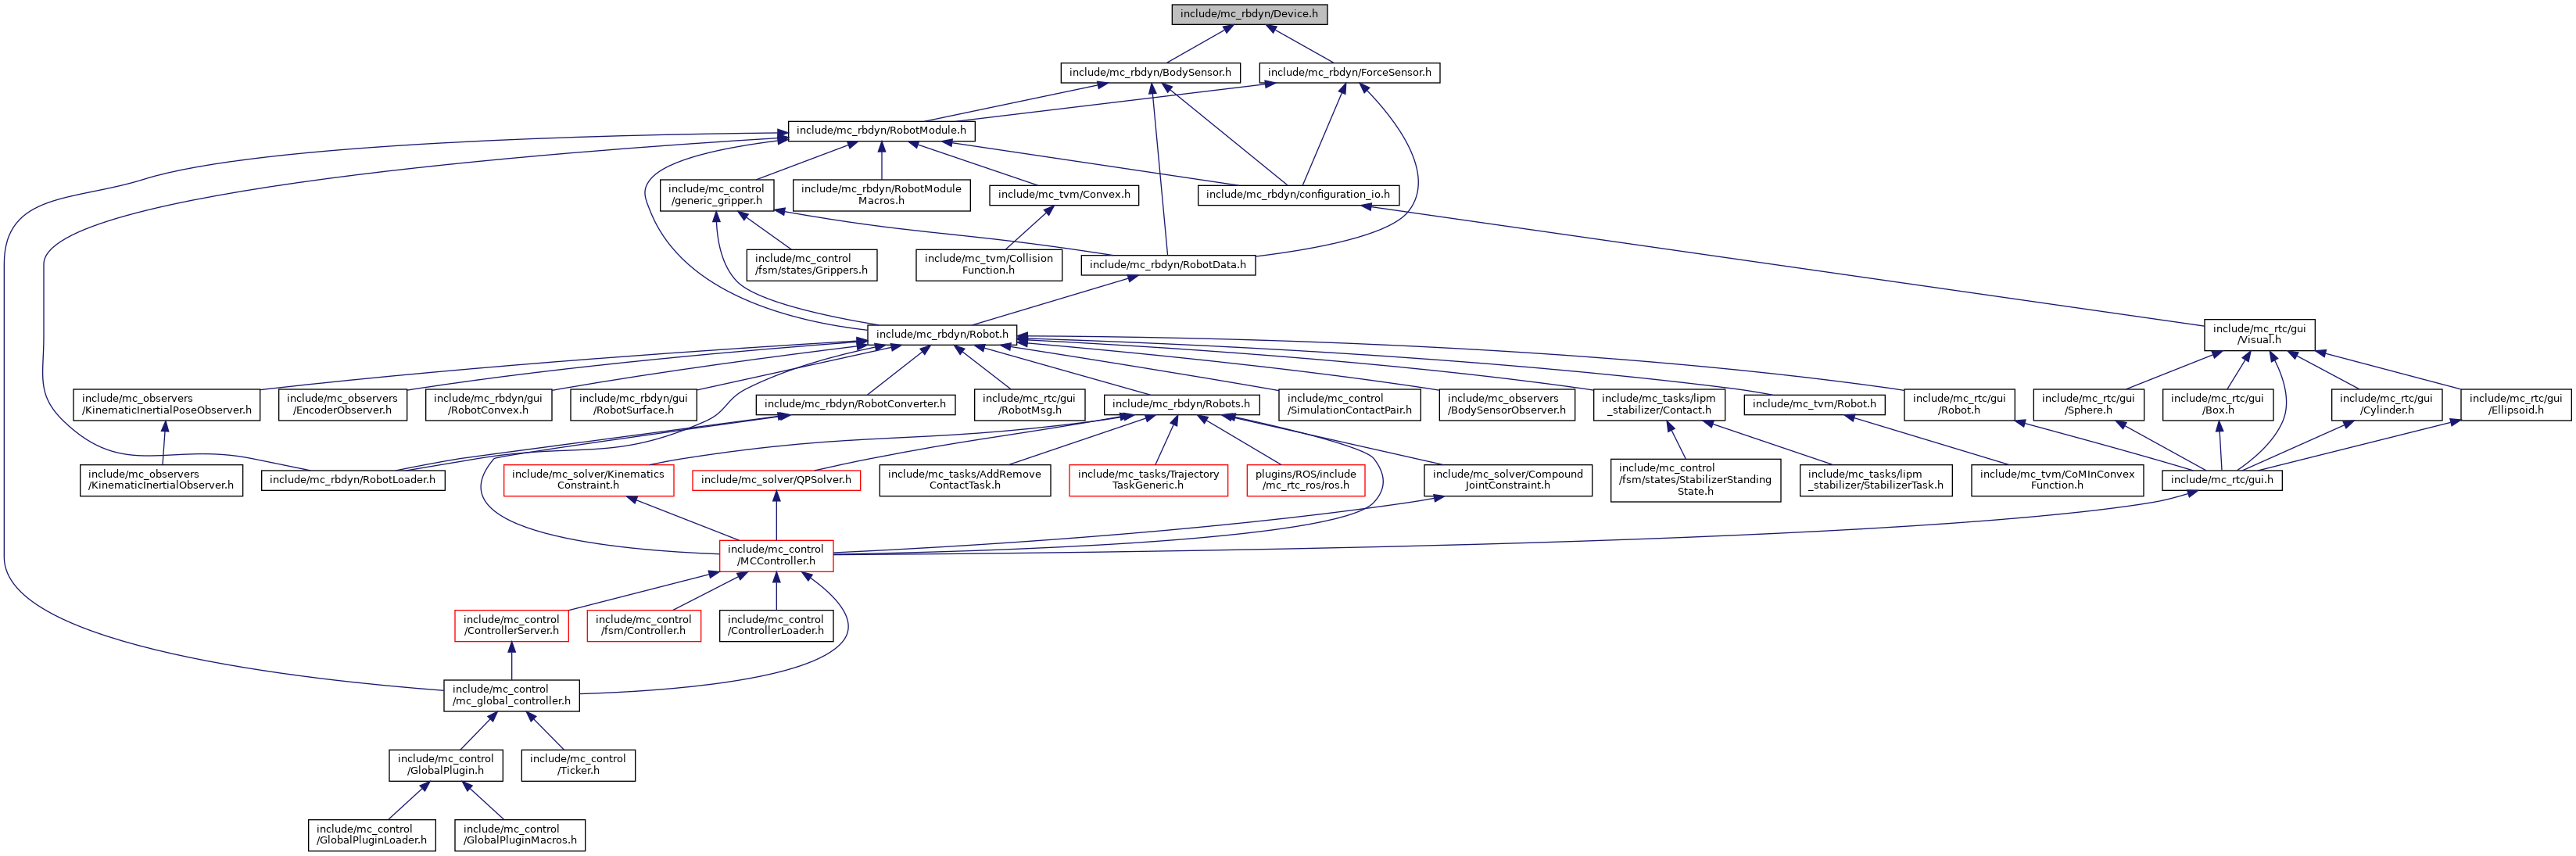 include/mc_rbdyn/Device.h
include/mc_rbdyn/BodySensor.h
include/mc_rbdyn/ForceSensor.h
include/mc_rbdyn/RobotModule.h
include/mc_control
/generic_gripper.h
include/mc_rbdyn/RobotModule
Macros.h
include/mc_tvm/Convex.h
include/mc_rbdyn/configuration_io.h
include/mc_control
/fsm/states/Grippers.h
include/mc_tvm/Collision
Function.h
include/mc_rbdyn/RobotData.h
include/mc_rbdyn/Robot.h
include/mc_rtc/gui
/Visual.h
include/mc_observers
/KinematicInertialPoseObserver.h
include/mc_observers
/EncoderObserver.h
include/mc_rbdyn/gui
/RobotConvex.h
include/mc_rbdyn/gui
/RobotSurface.h
include/mc_rbdyn/RobotConverter.h
include/mc_rtc/gui
/RobotMsg.h
include/mc_rbdyn/Robots.h
include/mc_control
/SimulationContactPair.h
include/mc_observers
/BodySensorObserver.h
include/mc_tasks/lipm
_stabilizer/Contact.h
include/mc_tvm/Robot.h
include/mc_rtc/gui
/Robot.h
include/mc_rtc/gui
/Sphere.h
include/mc_rtc/gui
/Box.h
include/mc_rtc/gui
/Cylinder.h
include/mc_rtc/gui
/Ellipsoid.h
include/mc_observers
/KinematicInertialObserver.h
include/mc_rbdyn/RobotLoader.h
include/mc_solver/Kinematics
Constraint.h
include/mc_solver/QPSolver.h
include/mc_tasks/AddRemove
ContactTask.h
include/mc_tasks/Trajectory
TaskGeneric.h
plugins/ROS/include
/mc_rtc_ros/ros.h
include/mc_solver/Compound
JointConstraint.h
include/mc_control
/fsm/states/StabilizerStanding
State.h
include/mc_tasks/lipm
_stabilizer/StabilizerTask.h
include/mc_tvm/CoMInConvex
Function.h
include/mc_rtc/gui.h
include/mc_control
/MCController.h
include/mc_control
/ControllerServer.h
include/mc_control
/fsm/Controller.h
include/mc_control
/ControllerLoader.h
include/mc_control
/mc_global_controller.h
include/mc_control
/GlobalPlugin.h
include/mc_control
/Ticker.h
include/mc_control
/GlobalPluginLoader.h
include/mc_control
/GlobalPluginMacros.h